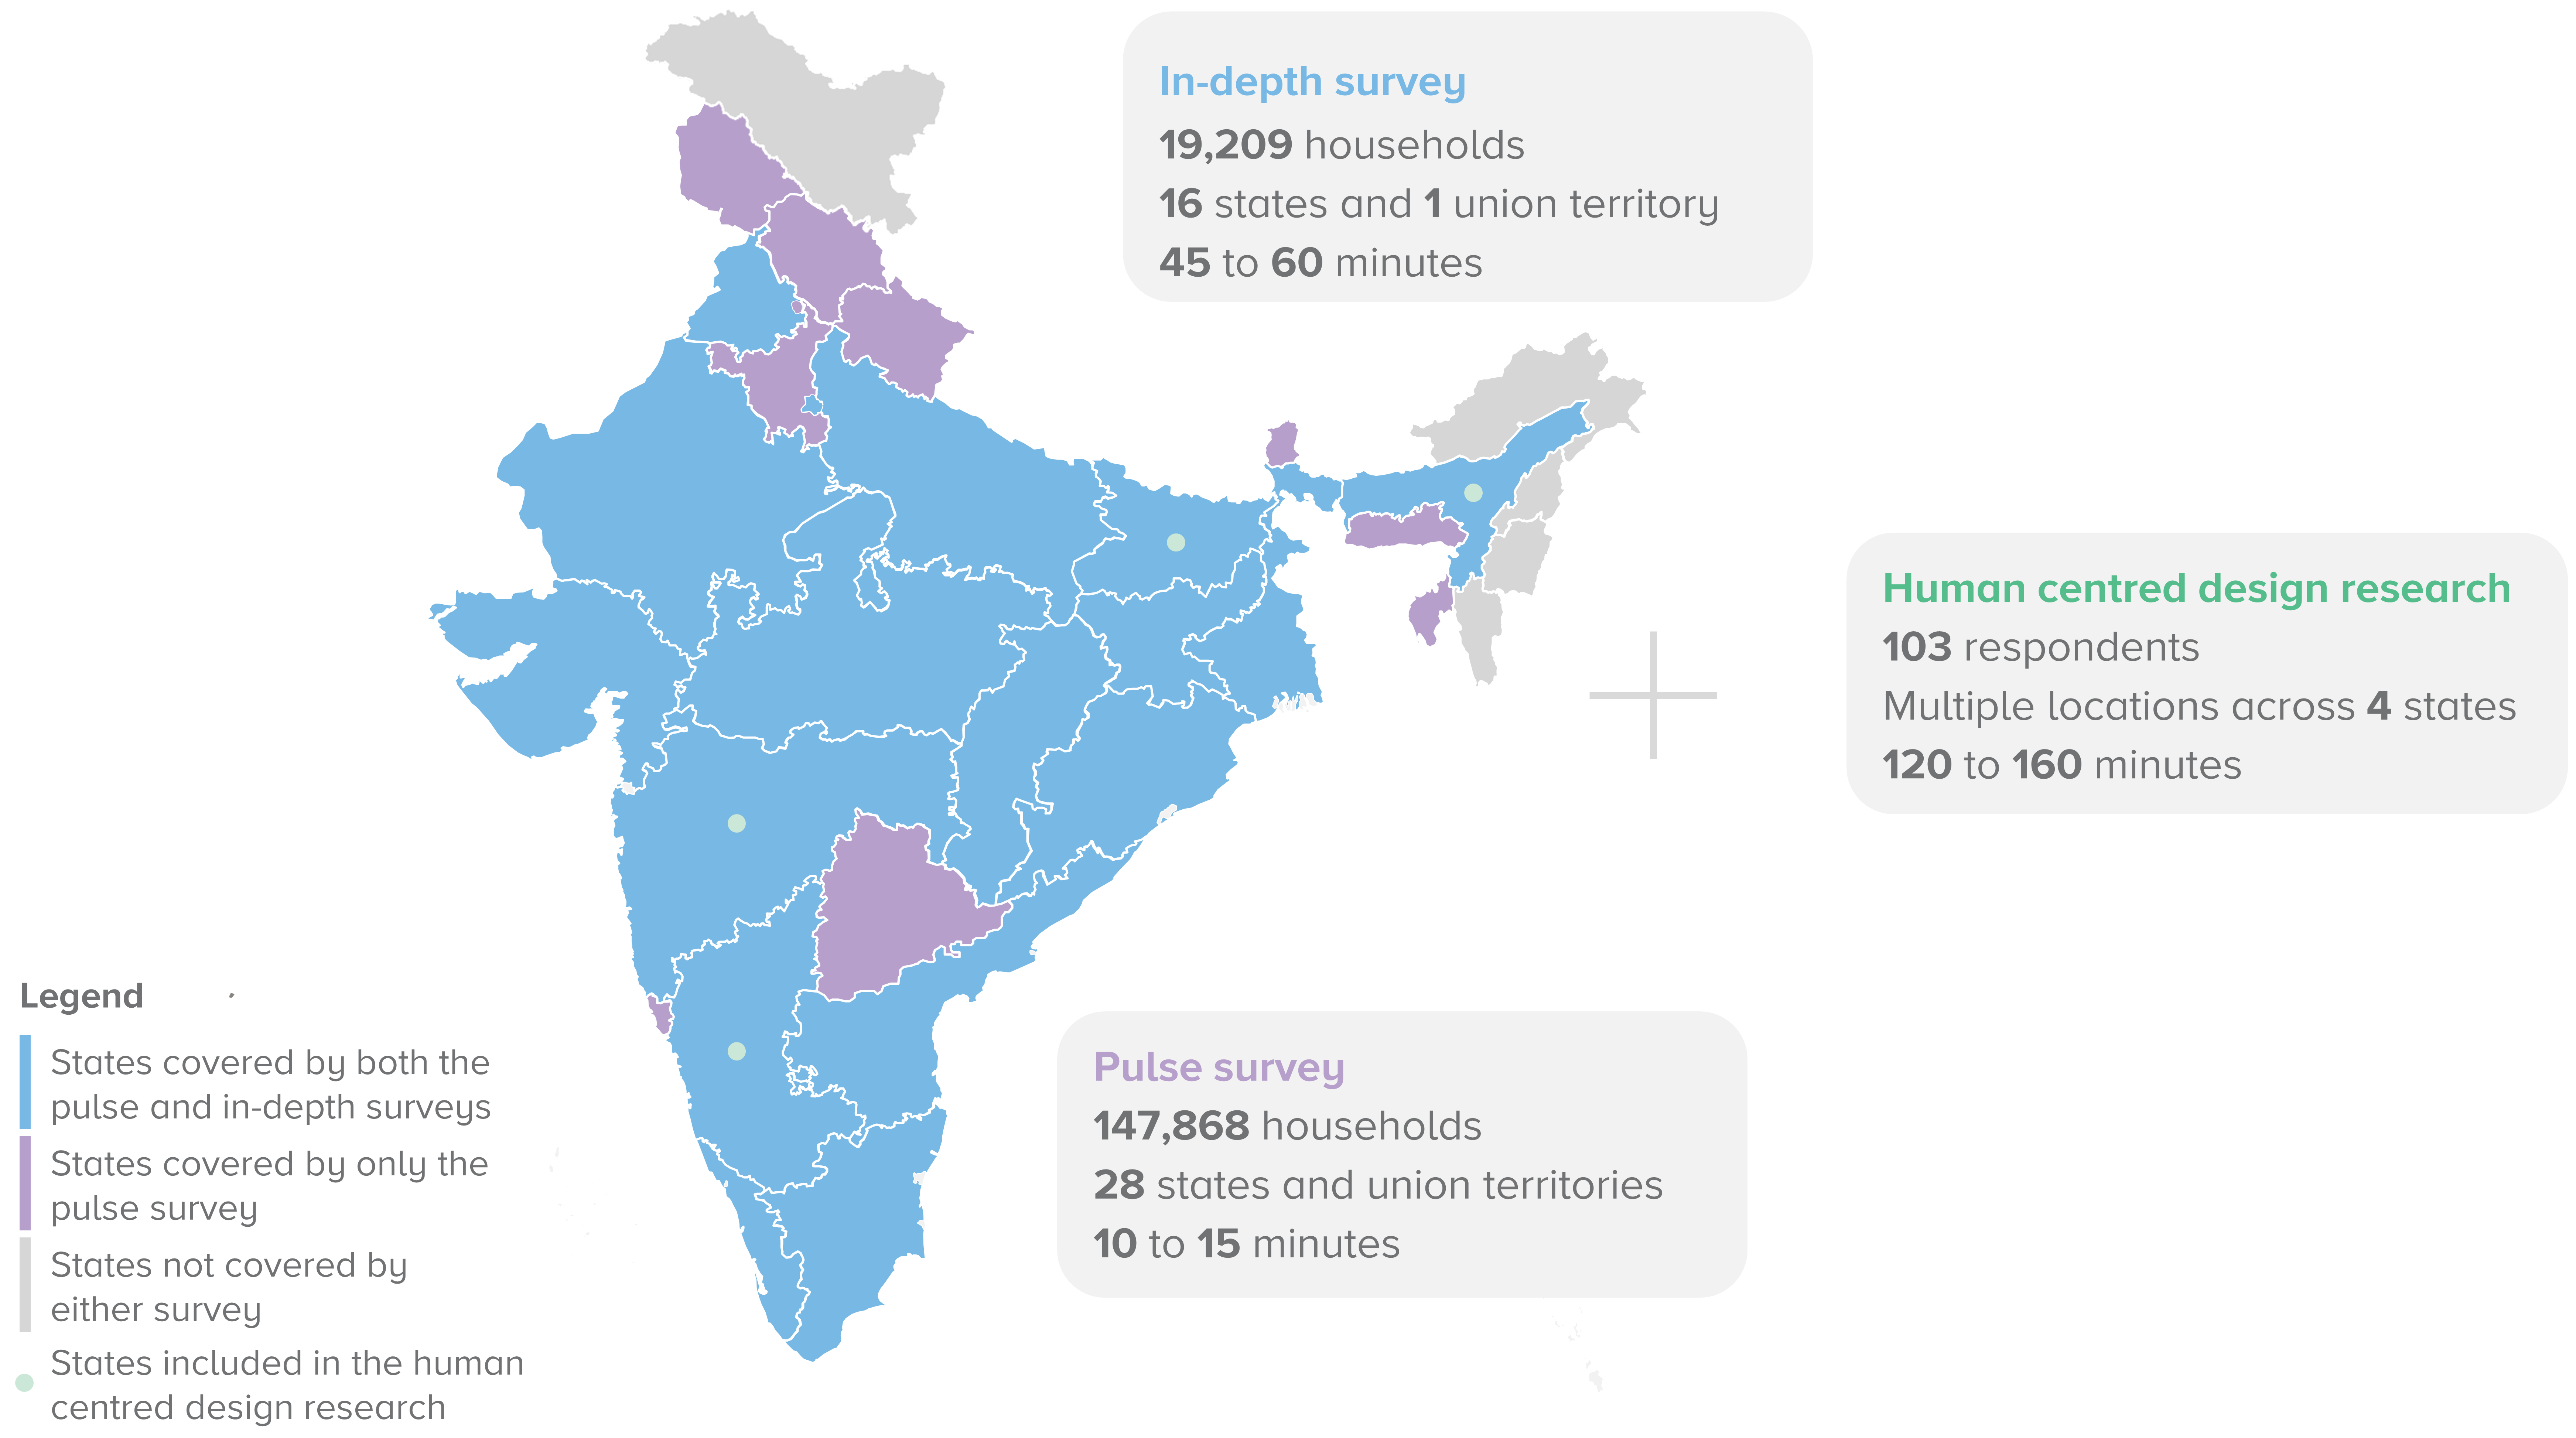 In-depth survey
19,209 households
16 states and 1 union territory
45 to 60 minutes
Human centred design research
103 respondents
Multiple locations across 4 states
120 to 160 minutes
Pulse survey
147,868 households
28 states and union territories
10 to 15 minutes
Legend
States covered by both the
pulse and in-depth surveys
States covered by only the
pulse survey
States not covered by
either survey
States included in the human
centred design research